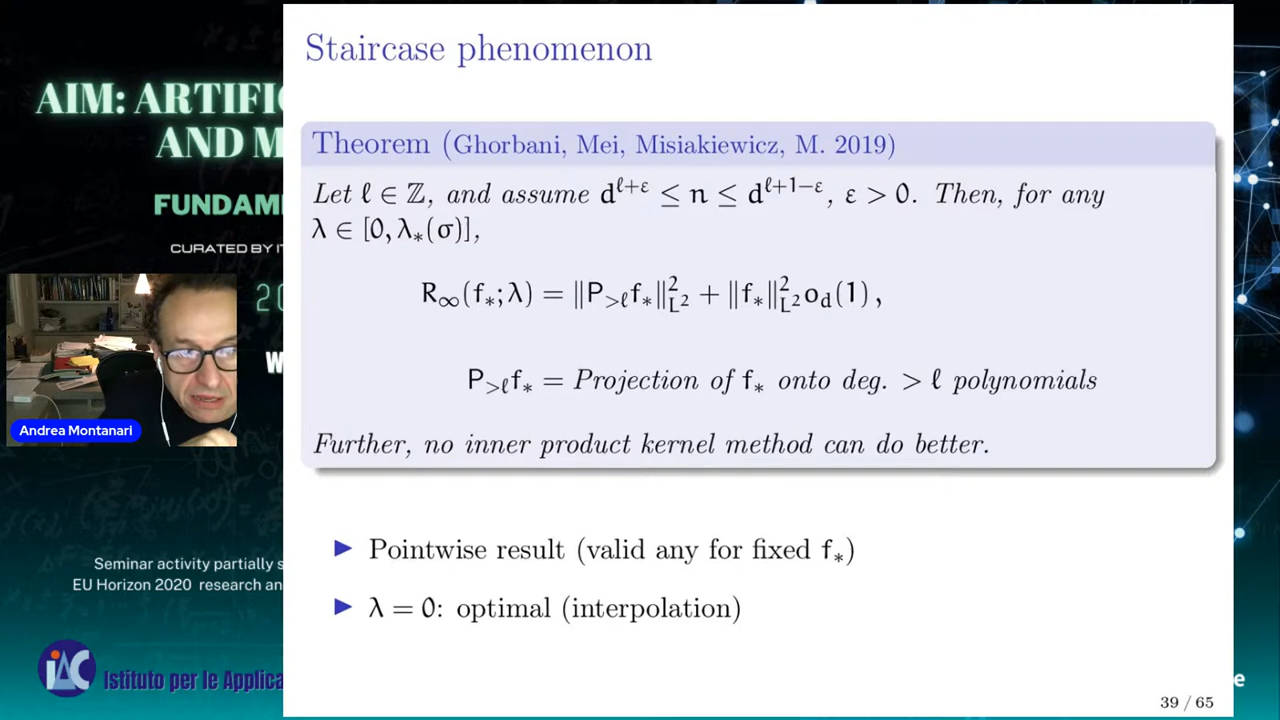 Staircase phenomenon
AIM: ARTIFI
AND M
FUNDAM
CURATED BY I
20
W
Theorem (Ghorbani, Mei, Misiakiewicz, M. 2019)
Let ℓ ∈ ℤ, and assume d^{ℓ+ε} ≤ n ≤ d^{ℓ+1−ε}, ε > 0. Then, for any
λ ∈ [0, λ_*(σ)],
R_∞(f_*; λ) = ‖P_{>ℓ}f_*‖²_{L²} + ‖f_*‖²_{L²}o_d(1) ,
P_{>ℓ}f_* = Projection of f_* onto deg. > ℓ polynomials
Further, no inner product kernel method can do better.
Andrea Montanari
▶ Pointwise result (valid any for fixed f_*)
▶ λ = 0: optimal (interpolation)
Seminar activity partially s
EU Horizon 2020 research an
iAC Istituto per le Applica
e
39 / 65